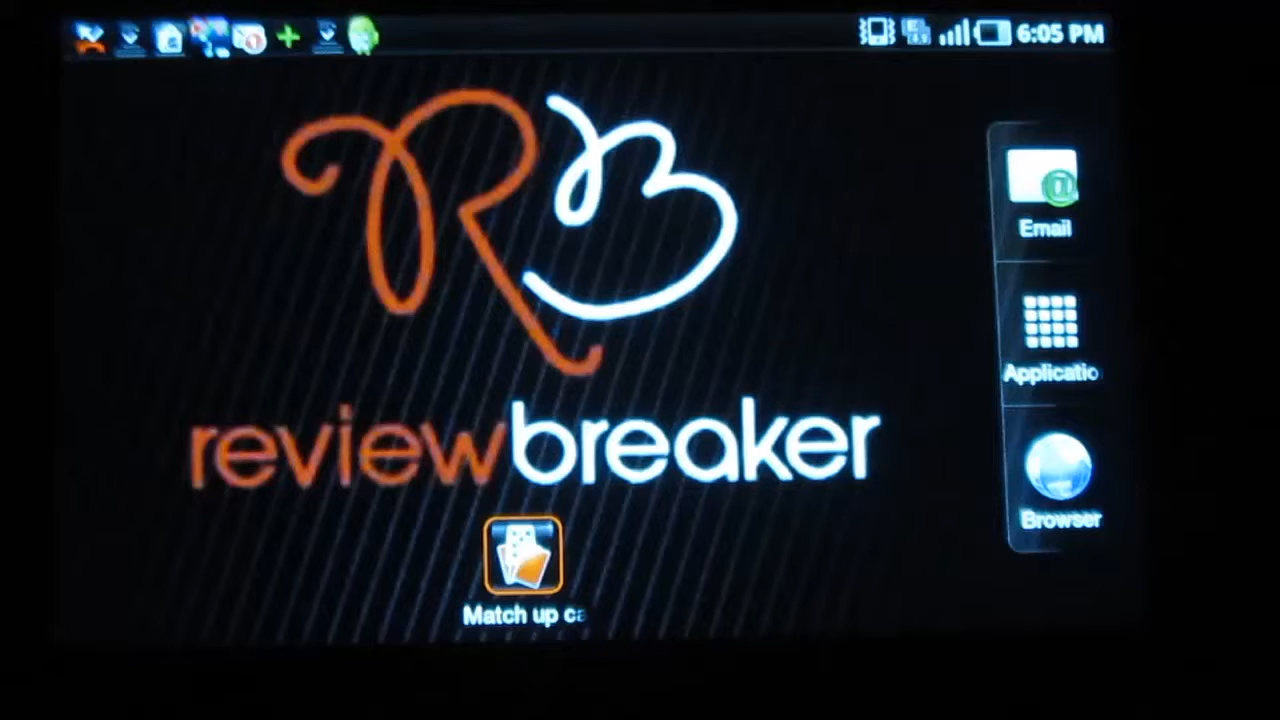 6:05 PM
RB
reviewbreaker
Email
Applicatio
Browser
Match up ca